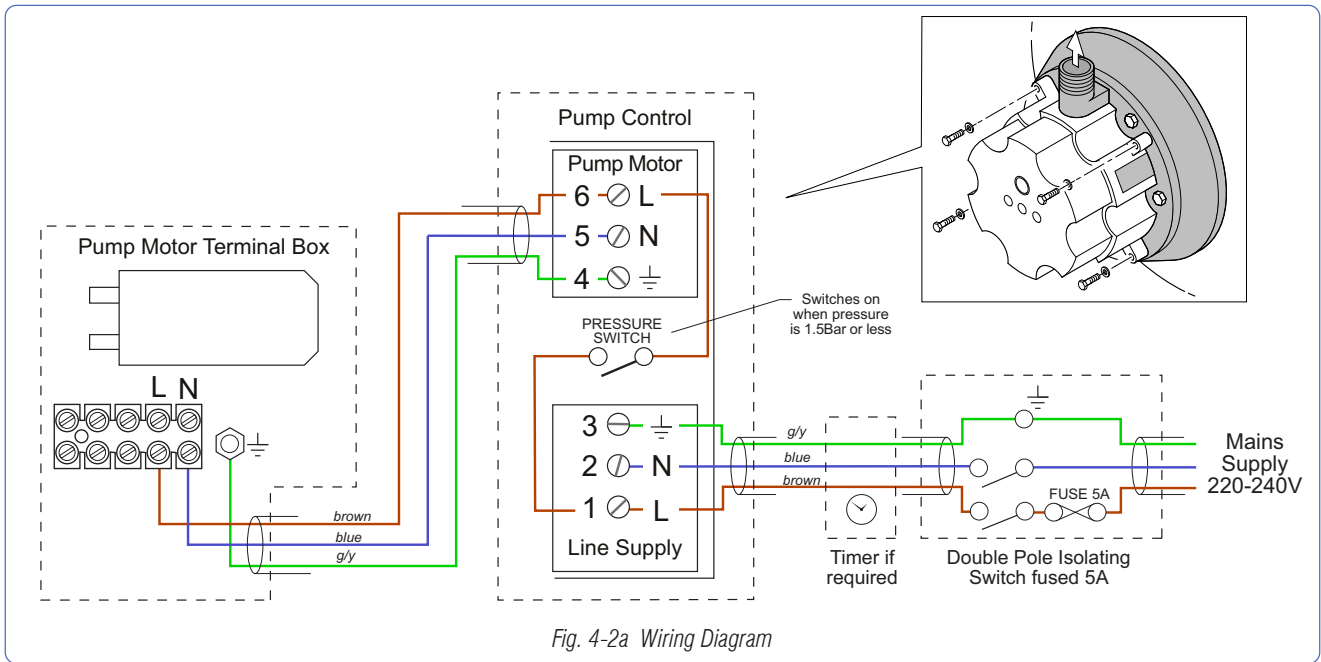 Pump Control
Pump Motor
6 L
5 N
4
Pump Motor Terminal Box
L N
brown
blue
g/y
PRESSURE
SWITCH
Switches on
when pressure
is 1.5Bar or less
3
2 N
1 L
Line Supply
g/y
blue
brown
Timer if
required
FUSE 5A
Double Pole Isolating
Switch fused 5A
Mains
Supply
220-240V
Fig. 4-2a Wiring Diagram